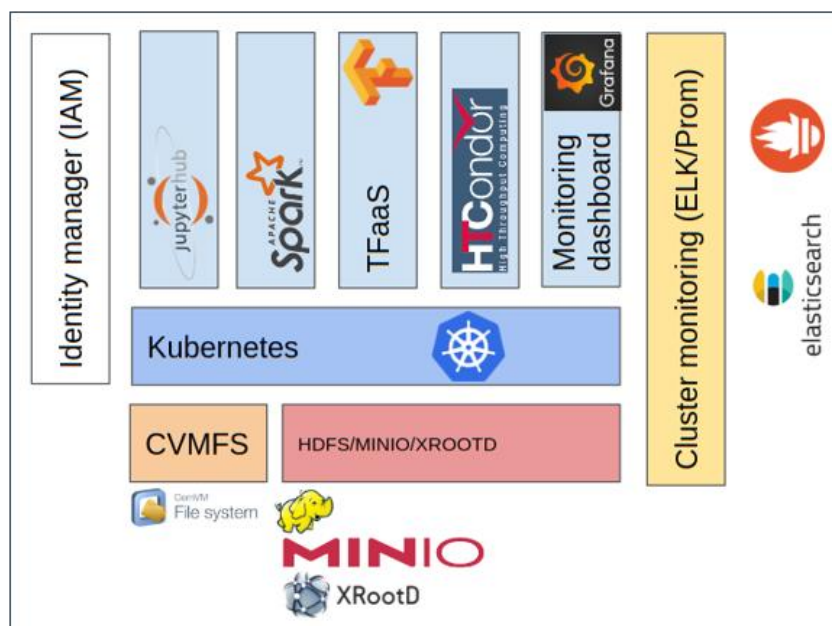 Identity manager (IAM)
jupyterhub
APACHE
Spark
TFaaS
HTCondor
High Throughput Computing
Monitoring
dashboard
Grafana
Cluster monitoring (ELK/Prom)
elasticsearch
Kubernetes
CVMFS
HDFS/MINIO/XROOTD
CernVM
File system
MINIO
XRootD